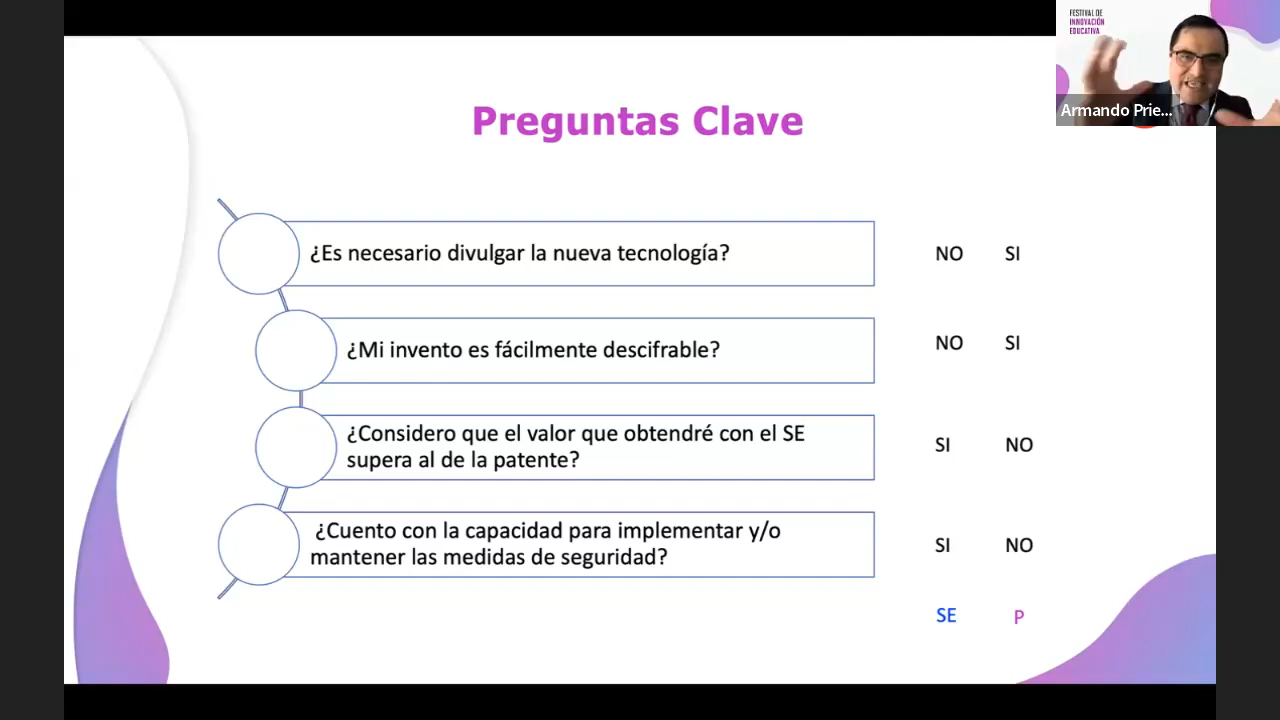 FESTIVAL DE
INNOVACIÓN
EDUCATIVA
Armando Prie...
Preguntas Clave
¿Es necesario divulgar la nueva tecnología? NO SI
¿Mi invento es fácilmente descifrable? NO SI
¿Considero que el valor que obtendré con el SE
supera al de la patente? SI NO
¿Cuento con la capacidad para implementar y/o
mantener las medidas de seguridad? SI NO
SE P